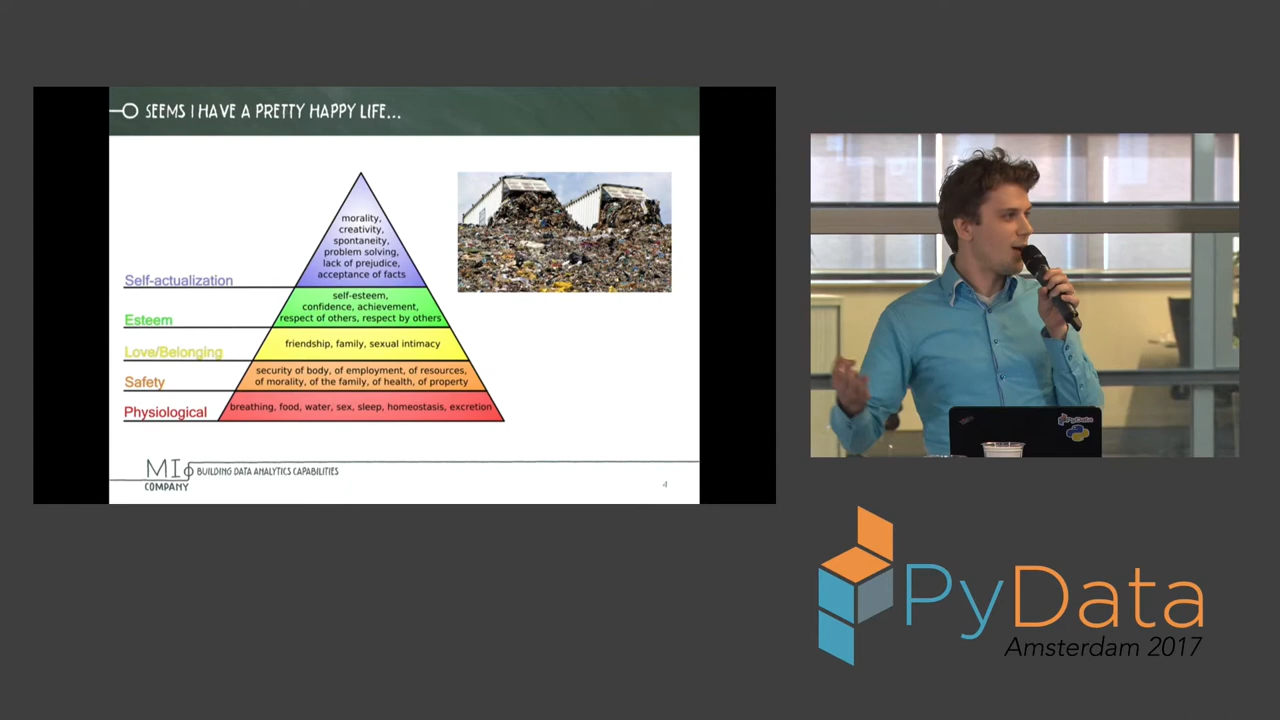 SEEMS I HAVE A PRETTY HAPPY LIFE...
morality,
creativity,
spontaneity,
problem solving,
lack of prejudice,
acceptance of facts
Self-actualization
self-esteem,
confidence, achievement,
respect of others, respect by others
Esteem
friendship, family, sexual intimacy
Love/Belonging
security of body, of employment, of resources,
of morality, of the family, of health, of property
Safety
breathing, food, water, sex, sleep, homeostasis, excretion
Physiological
MI
COMPANY
BUILDING DATA ANALYTICS CAPABILITIES
4
PyData
PyData
Amsterdam 2017